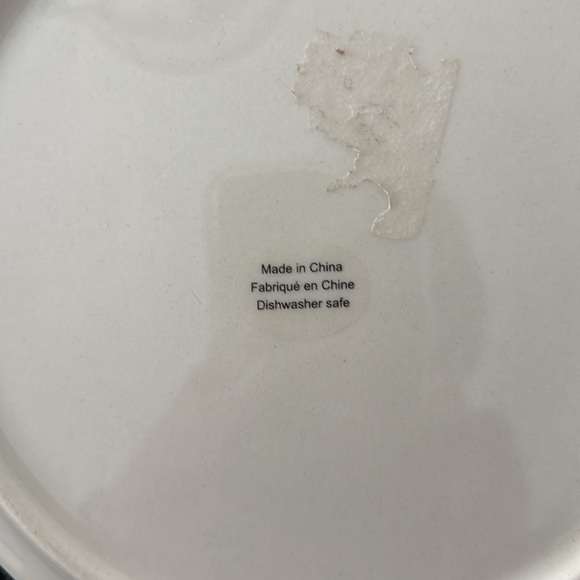 Made in China
Fabriqué en Chine
Dishwasher safe